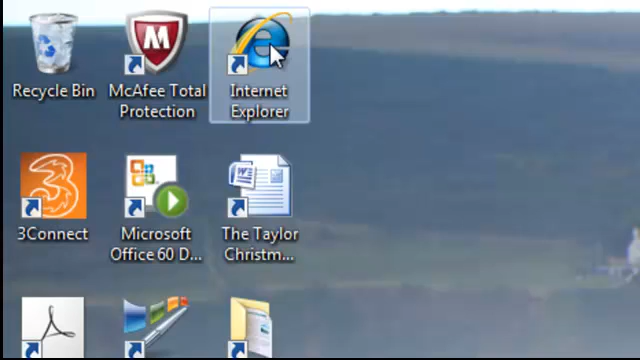 Recycle Bin
McAfee Total
Protection
Internet
Explorer
3Connect
Microsoft
Office 60 D...
The Taylor
Christm...